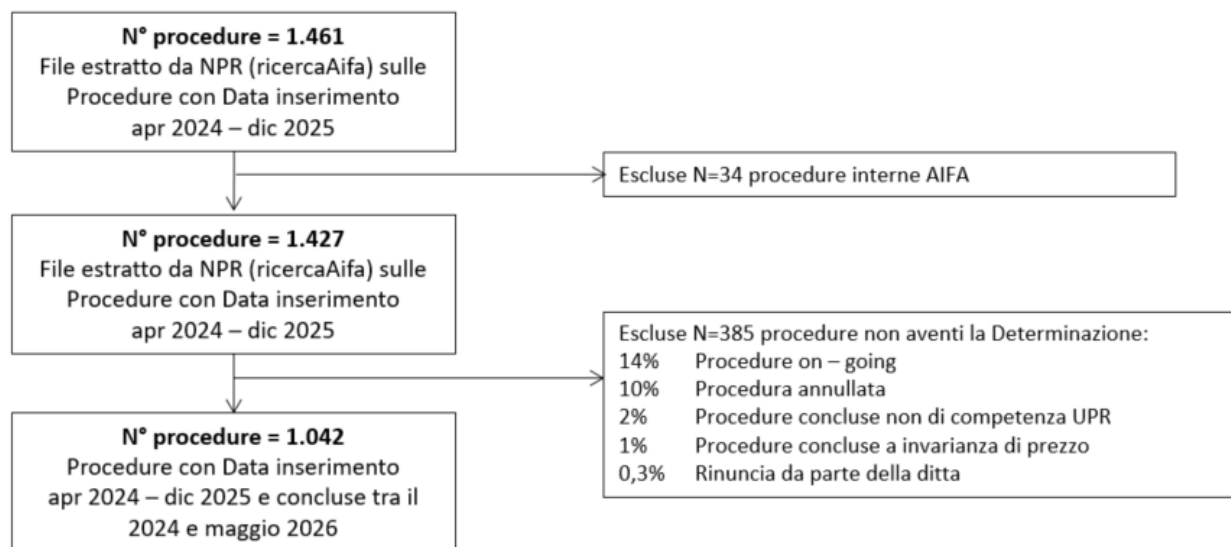 N° procedure = 1.461
File estratto da NPR (ricercaAifa) sulle
Procedure con Data inserimento
apr 2024 – dic 2025
Escluse N=34 procedure interne AIFA
N° procedure = 1.427
File estratto da NPR (ricercaAifa) sulle
Procedure con Data inserimento
apr 2024 – dic 2025
Escluse N=385 procedure non aventi la Determinazione:
14% Procedure on – going
10% Procedura annullata
2% Procedure concluse non di competenza UPR
1% Procedure concluse a invarianza di prezzo
0,3% Rinuncia da parte della ditta
N° procedure = 1.042
Procedure con Data inserimento
apr 2024 – dic 2025 e concluse tra il
2024 e maggio 2026